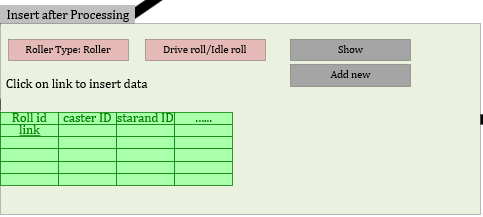 Insert after Processing
Roller Type: Roller
Drive roll/Idle roll
Show
Add new
Click on link to insert data
Roll id caster ID starand ID ......
link